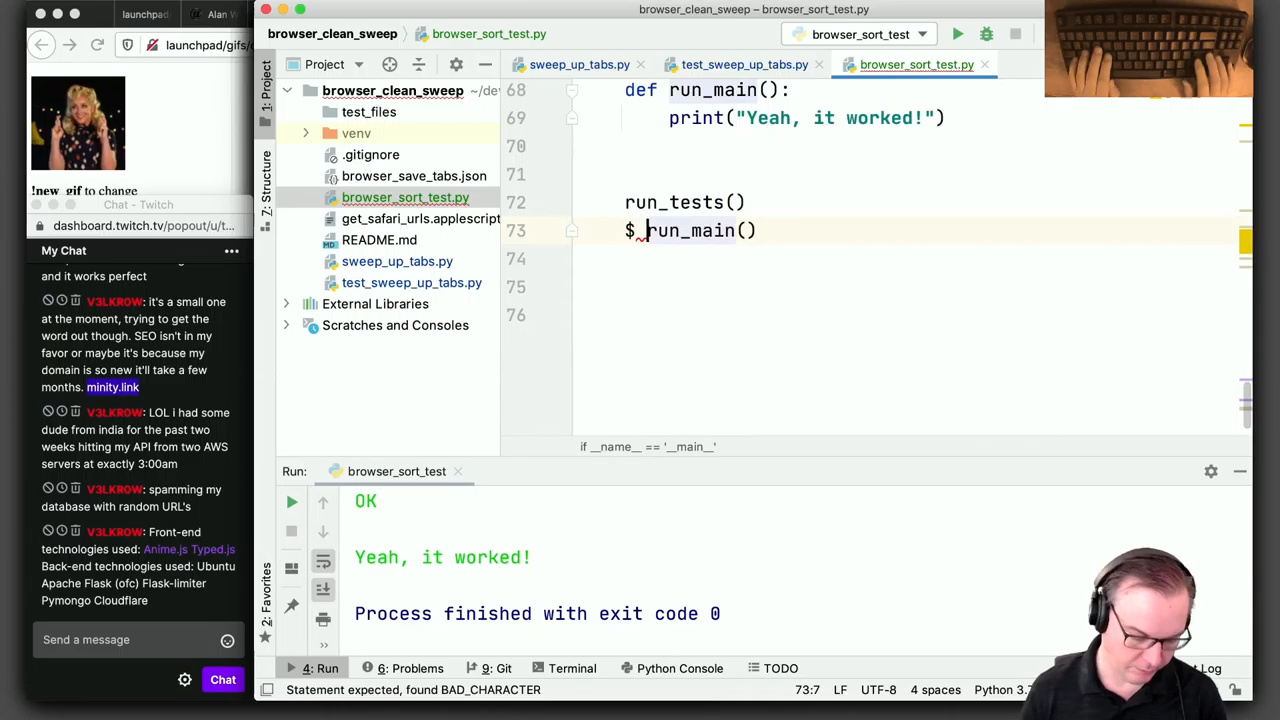 launchpad
Alan W
launchpad/gifs/
!new_gif to change
Chat - Twitch
dashboard.twitch.tv/popout/u/t...
My Chat
and it works perfect
V3LKR0W: it's a small one
at the moment, trying to get the
word out though. SEO isn't in my
favor or maybe it's because my
domain is so new it'll take a few
months. minity.link
V3LKR0W: LOL i had some
dude from india for the past two
weeks hitting my API from two AWS
servers at exactly 3:00am
V3LKR0W: spamming my
database with random URL's
V3LKR0W: Front-end
technologies used: Anime.js Typed.js
Back-end technologies used: Ubuntu
Apache Flask (ofc) Flask-limiter
Pymongo Cloudflare
Send a message
Chat
browser_clean_sweep – browser_sort_test.py
browser_clean_sweep
browser_sort_test.py
browser_sort_test
1: Project
7: Structure
2: Favorites
Project
browser_clean_sweep ~/dev
test_files
venv
.gitignore
browser_save_tabs.json
browser_sort_test.py
get_safari_urls.applescript
README.md
sweep_up_tabs.py
test_sweep_up_tabs.py
External Libraries
Scratches and Consoles
sweep_up_tabs.py
test_sweep_up_tabs.py
browser_sort_test.py
68 def run_main():
69 print("Yeah, it worked!")
70
71
72 run_tests()
73 $ run_main()
74
75
76
if __name__ == '__main__'
Run:
browser_sort_test
OK
Yeah, it worked!
Process finished with exit code 0
4: Run
6: Problems
9: Git
Terminal
Python Console
TODO
Log
Statement expected, found BAD_CHARACTER
73:7
LF
UTF-8
4 spaces
Python 3.7